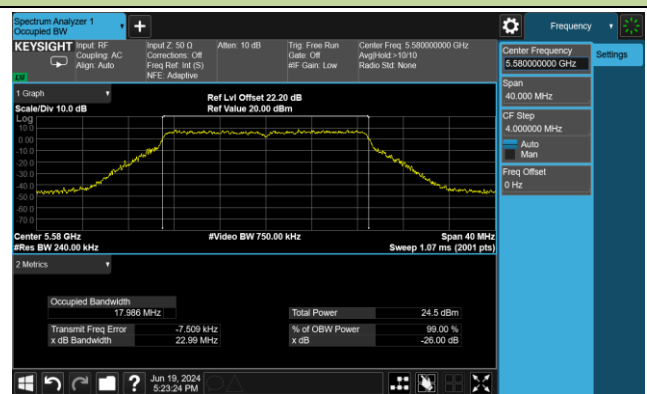 Spectrum Analyzer 1
Occupied BW
+
Frequency
KEYSIGHT
Input: RF
Coupling: AC
Align: Auto
Input Z: 50 Ω
Corrections: Off
Freq Ref: Int (S)
NFE: Adaptive
Atten: 10 dB
Trig: Free Run
Gate: Off
#IF Gain: Low
Center Freq: 5.580000000 GHz
Avg|Hold:>10/10
Radio Std: None
Center Frequency
5.580000000 GHz
Settings
Span
40.000 MHz
CF Step
4.000000 MHz
Auto
Man
Freq Offset
0 Hz
1 Graph
Scale/Div 10.0 dB
Ref Lvl Offset 22.20 dB
Ref Value 20.00 dBm
Log
10.0
0.00
-10.0
-20.0
-30.0
-40.0
-50.0
-60.0
-70.0
Center 5.58 GHz
#Video BW 750.00 kHz
Span 40 MHz
#Res BW 240.00 kHz
Sweep 1.07 ms (2001 pts)
2 Metrics
Occupied Bandwidth
17.986 MHz
Total Power 24.5 dBm
Transmit Freq Error -7.509 kHz
% of OBW Power 99.00 %
x dB Bandwidth 22.99 MHz
x dB -26.00 dB
?
Jun 19, 2024
5:23:24 PM